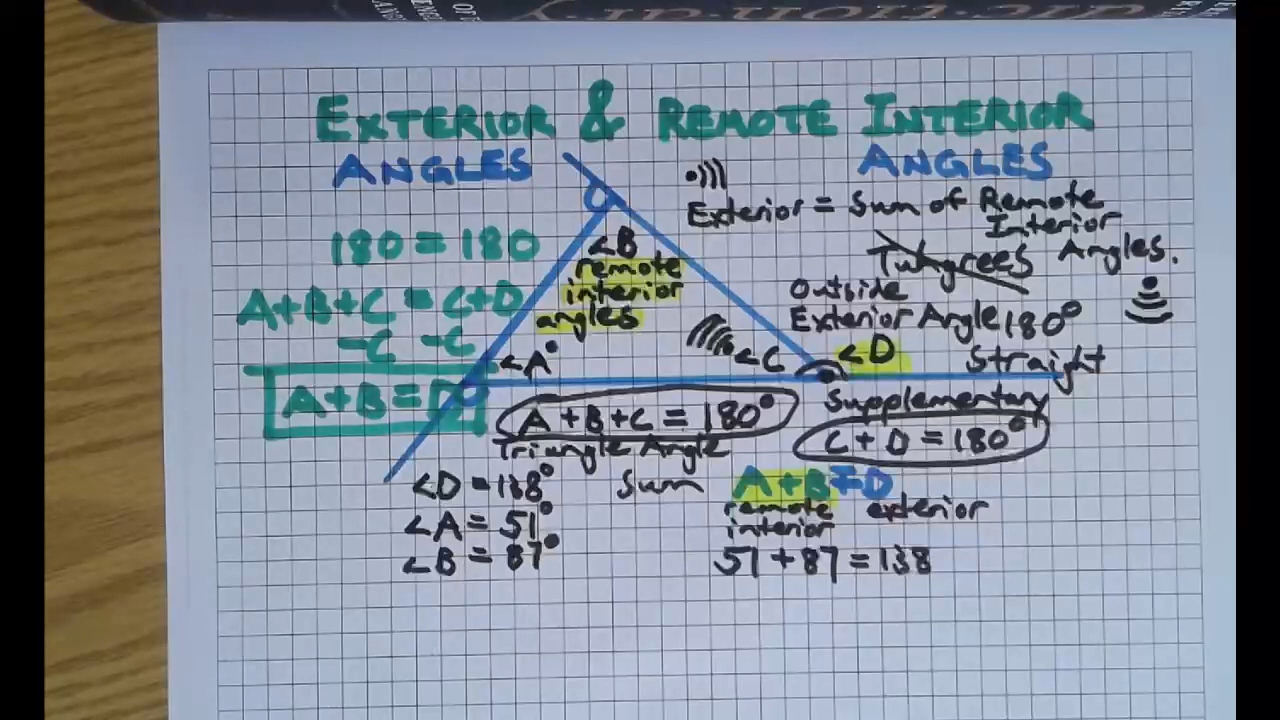 dictionary
EXTERIOR & REMOTE INTERIOR
ANGLES ANGLES
Exterior = Sum of Remote
Interior
Angles.
180 = 180
∠B
remote
interior
angles
Outside
Exterior Angle 180°
A+B+C = C+D
-C -C
A+B = D
∠A°
∠C
∠D
Straight
A+B+C = 180°
Triangle Angle
Sum
Supplementary
C+D = 180°
∠D = 138°
∠A = 51°
∠B = 87°
A+B=D
remote exterior
interior
51+87=138